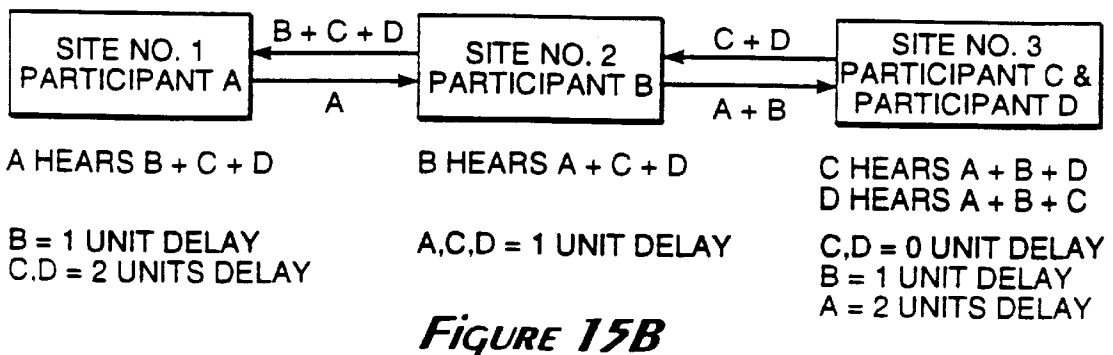 SITE NO. 1
PARTICIPANT A
B + C + D
A
SITE NO. 2
PARTICIPANT B
C + D
A + B
SITE NO. 3
PARTICIPANT C &
PARTICIPANT D
A HEARS B + C + D
B = 1 UNIT DELAY
C,D = 2 UNITS DELAY
B HEARS A + C + D
A,C,D = 1 UNIT DELAY
C HEARS A + B + D
D HEARS A + B + C
C,D = 0 UNIT DELAY
B = 1 UNIT DELAY
A = 2 UNITS DELAY
FIGURE 15B